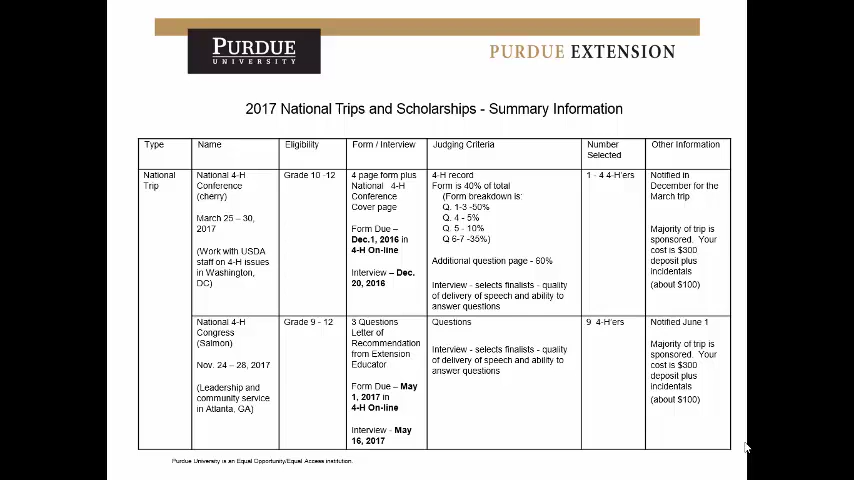 PURDUE
UNIVERSITY
PURDUE EXTENSION
2017 National Trips and Scholarships - Summary Information
Type
Name
Eligibility
Form / Interview
Judging Criteria
Number
Selected
Other Information
National
Trip
National 4-H
Conference
(cherry)
March 25 – 30,
2017
(Work with USDA
staff on 4-H issues
in Washington,
DC)
Grade 10 -12
4 page form plus
National 4-H
Conference
Cover page
Form Due –
Dec.1, 2016 in
4-H On-line
Interview – Dec.
20, 2016
4-H record
Form is 40% of total
(Form breakdown is:
Q. 1-3 -50%
Q. 4 - 5%
Q. 5 - 10%
Q 6-7 -35%)
Additional question page - 60%
Interview - selects finalists - quality
of delivery of speech and ability to
answer questions
1 - 4 4-H'ers
Notified in
December for the
March trip
Majority of trip is
sponsored. Your
cost is $300
deposit plus
incidentals
(about $100)
National 4-H
Congress
(Salmon)
Nov. 24 – 28, 2017
(Leadership and
community service
in Atlanta, GA)
Grade 9 - 12
3 Questions
Letter of
Recommendation
from Extension
Educator
Form Due – May
1, 2017 in
4-H On-line
Interview - May
16, 2017
Questions
Interview - selects finalists - quality
of delivery of speech and ability to
answer questions
9 4-H'ers
Notified June 1
Majority of trip is
sponsored. Your
cost is $300
deposit plus
incidentals
(about $100)
Purdue University is an Equal Opportunity/Equal Access institution.